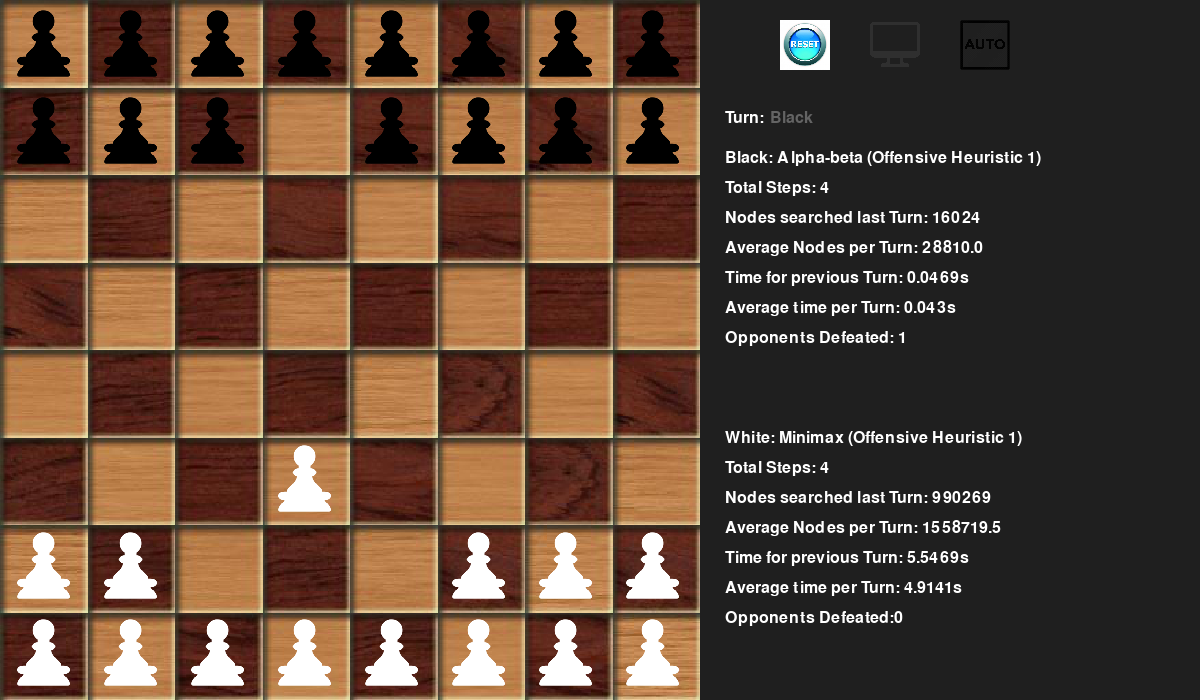 RESET
AUTO
Turn: Black
Black: Alpha-beta (Offensive Heuristic 1)
Total Steps: 4
Nodes searched last Turn: 16024
Average Nodes per Turn: 28810.0
Time for previous Turn: 0.0469s
Average time per Turn: 0.043s
Opponents Defeated: 1
White: Minimax (Offensive Heuristic 1)
Total Steps: 4
Nodes searched last Turn: 990269
Average Nodes per Turn: 1558719.5
Time for previous Turn: 5.5469s
Average time per Turn: 4.9141s
Opponents Defeated:0